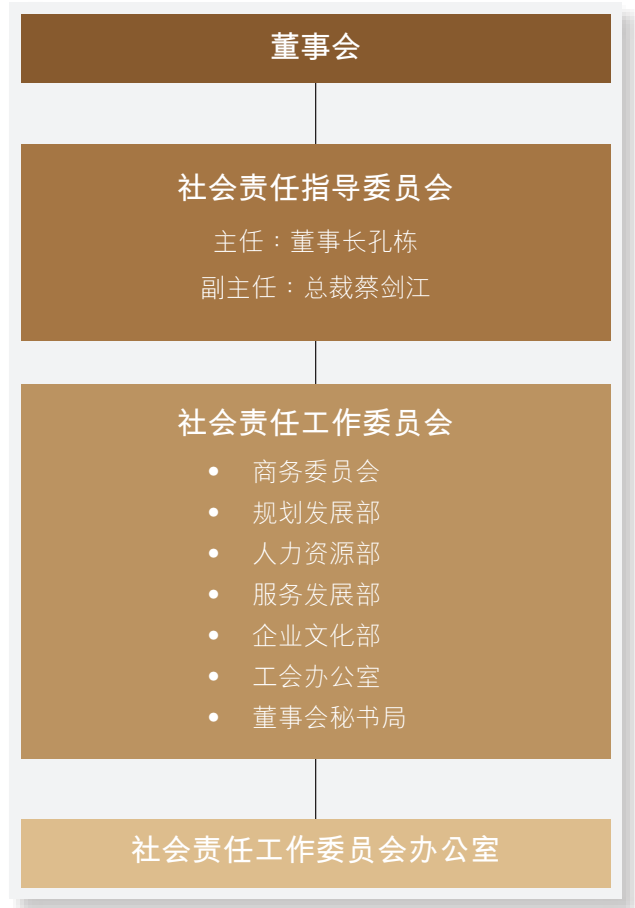 董事会
社会责任指导委员会
主任：董事长孔栋
副主任：总裁蔡剑江
社会责任工作委员会
• 商务委员会
• 规划发展部
• 人力资源部
• 服务发展部
• 企业文化部
• 工会办公室
• 董事会秘书局
社会责任工作委员会办公室